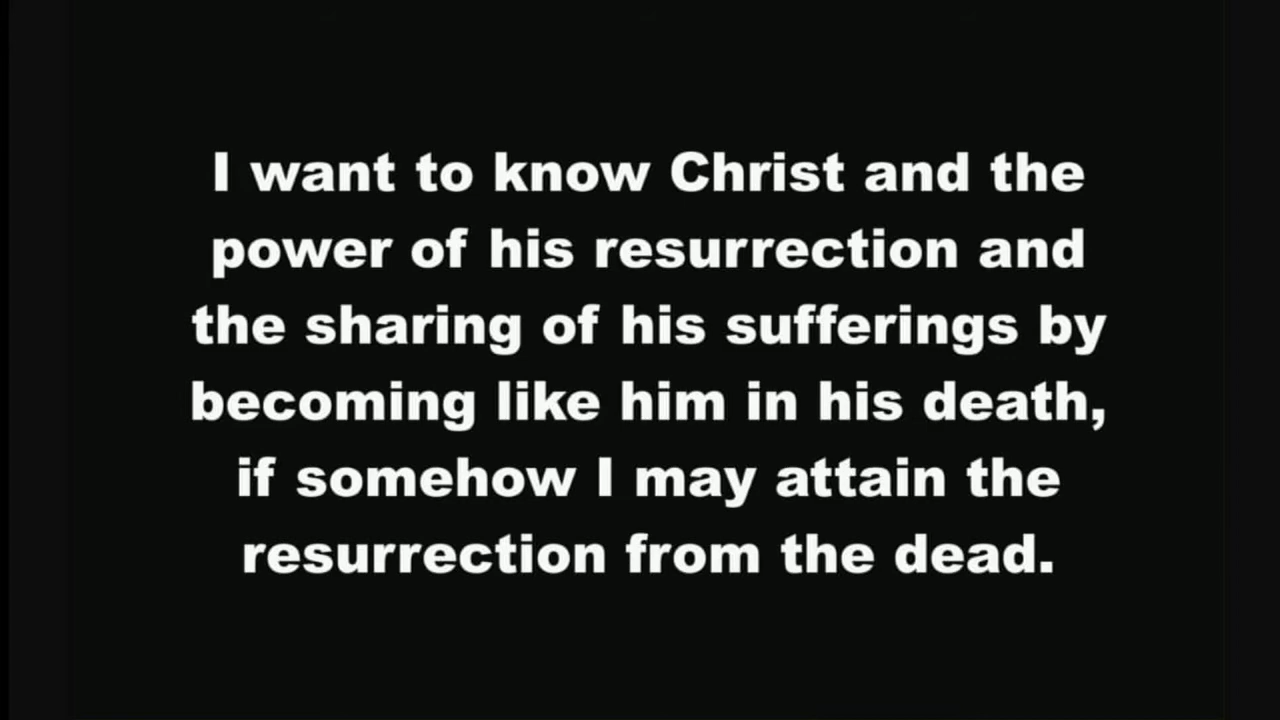 I want to know Christ and the
power of his resurrection and
the sharing of his sufferings by
becoming like him in his death,
if somehow I may attain the
resurrection from the dead.